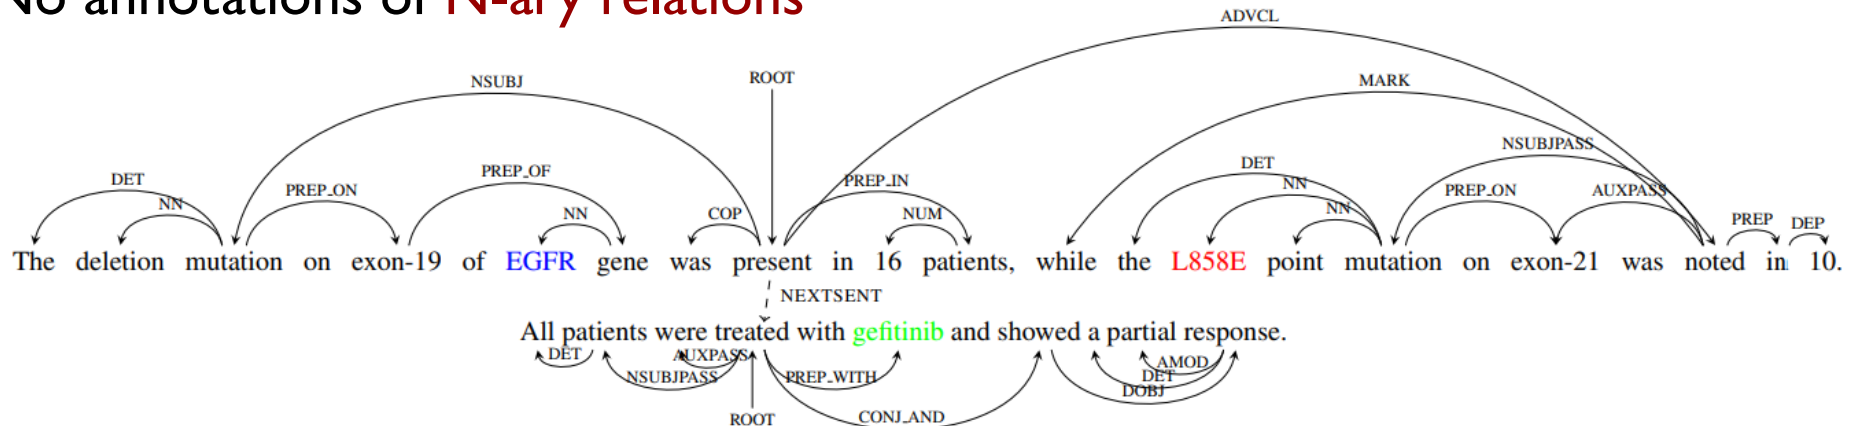 No annotations of N-ary relations
ADVCL
NSUBJ ROOT MARK
NSUBJPASS
DET PREP_OF DET
DET PREP_ON PREP_IN NN PREP_ON AUXPASS
NN NN COP NUM NN PREP DEP
The deletion mutation on exon-19 of EGFR gene was present in 16 patients, while the L858E point mutation on exon-21 was noted in 10.
NEXTSENT
All patients were treated with gefitinib and showed a partial response.
DET AUXPASS AMOD
NSUBJPASS PREP_WITH DET
DOBJ
ROOT CONJ_AND